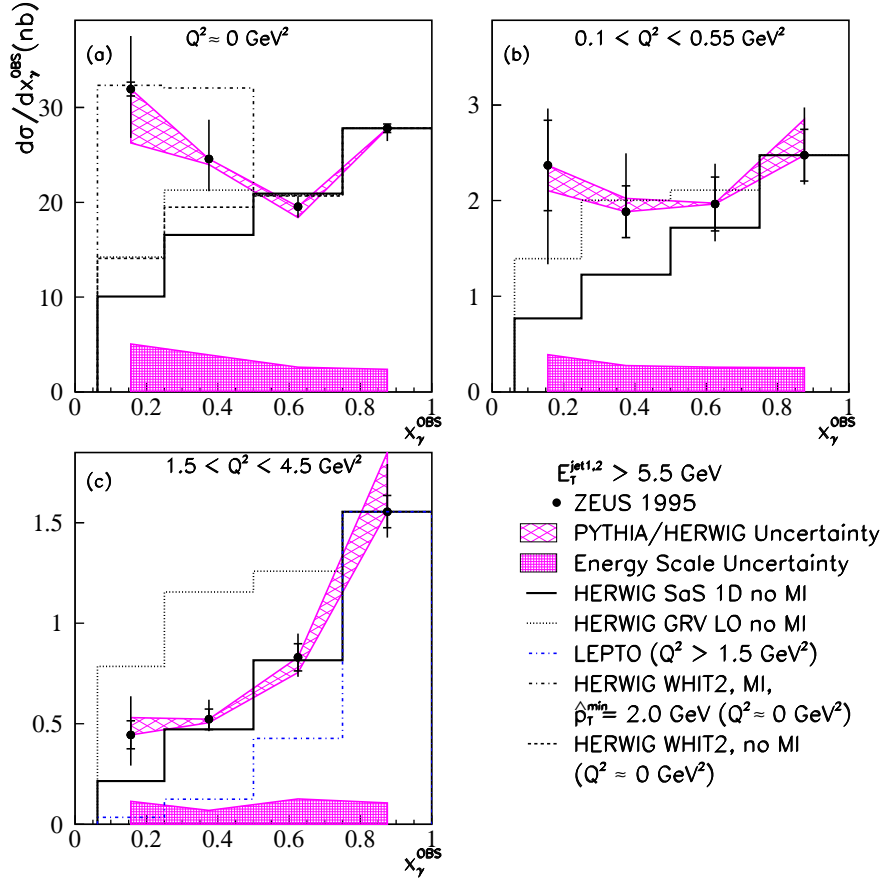 dσ/dxγ^OBS(nb)
(a) Q² ≈ 0 GeV²
30
20
10
0
0 0.2 0.4 0.6 0.8 1
xγ^OBS
(b) 0.1 < Q² < 0.55 GeV²
3
2
1
0
0 0.2 0.4 0.6 0.8 1
xγ^OBS
(c) 1.5 < Q² < 4.5 GeV²
1.5
1
0.5
0
0 0.2 0.4 0.6 0.8 1
xγ^OBS
E_T^jet1,2 > 5.5 GeV
ZEUS 1995
PYTHIA/HERWIG Uncertainty
Energy Scale Uncertainty
HERWIG SaS 1D no MI
HERWIG GRV LO no MI
LEPTO (Q² > 1.5 GeV²)
HERWIG WHIT2, MI,
p̂_T^min = 2.0 GeV (Q² ≈ 0 GeV²)
HERWIG WHIT2, no MI
(Q² ≈ 0 GeV²)